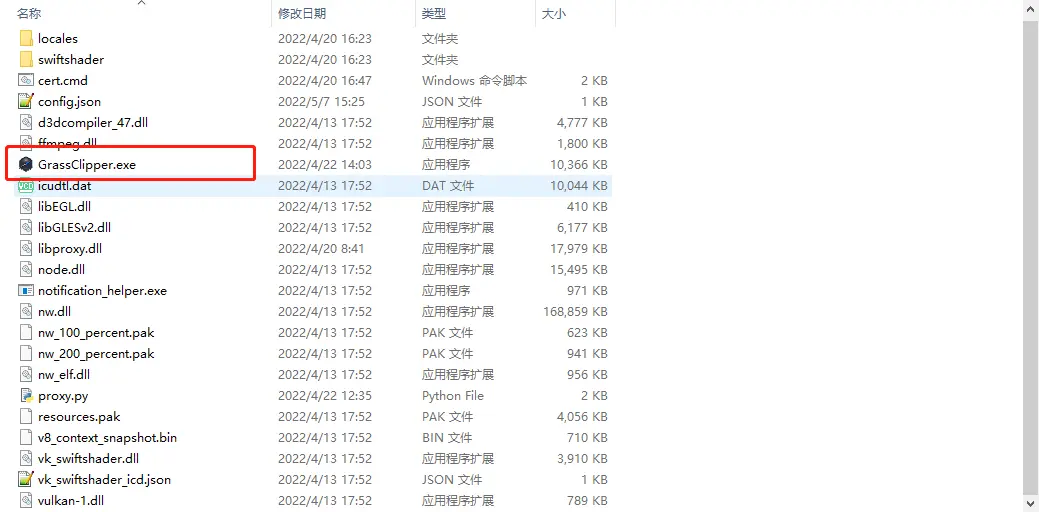 名称 修改日期 类型 大小
locales 2022/4/20 16:23 文件夹
swiftshader 2022/4/20 16:23 文件夹
cert.cmd 2022/4/20 16:47 Windows 命令脚本 2 KB
config.json 2022/5/7 15:25 JSON 文件 1 KB
d3dcompiler_47.dll 2022/4/13 17:52 应用程序扩展 4,777 KB
ffmpeg.dll 2022/4/13 17:52 应用程序扩展 1,800 KB
GrassClipper.exe 2022/4/22 14:03 应用程序 10,366 KB
icudtl.dat 2022/4/13 17:52 DAT 文件 10,044 KB
libEGL.dll 2022/4/13 17:52 应用程序扩展 410 KB
libGLESv2.dll 2022/4/13 17:52 应用程序扩展 6,177 KB
libproxy.dll 2022/4/20 8:41 应用程序扩展 17,979 KB
node.dll 2022/4/13 17:52 应用程序扩展 15,495 KB
notification_helper.exe 2022/4/13 17:52 应用程序 971 KB
nw.dll 2022/4/13 17:52 应用程序扩展 168,859 KB
nw_100_percent.pak 2022/4/13 17:52 PAK 文件 623 KB
nw_200_percent.pak 2022/4/13 17:52 PAK 文件 941 KB
nw_elf.dll 2022/4/13 17:52 应用程序扩展 956 KB
proxy.py 2022/4/22 12:35 Python File 2 KB
resources.pak 2022/4/13 17:52 PAK 文件 4,056 KB
v8_context_snapshot.bin 2022/4/13 17:52 BIN 文件 710 KB
vk_swiftshader.dll 2022/4/13 17:52 应用程序扩展 3,910 KB
vk_swiftshader_icd.json 2022/4/13 17:52 JSON 文件 1 KB
vulkan-1.dll 2022/4/13 17:52 应用程序扩展 789 KB